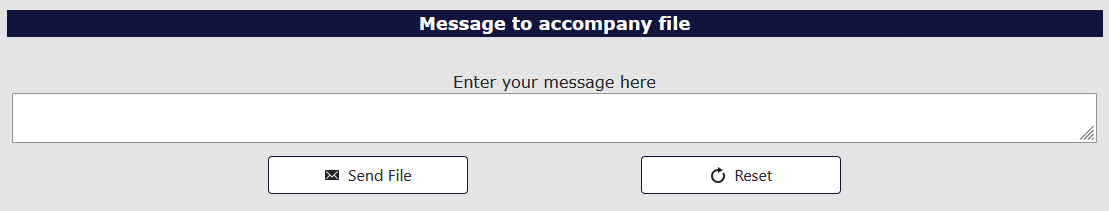 Message to accompany file
Enter your message here
Send File
Reset